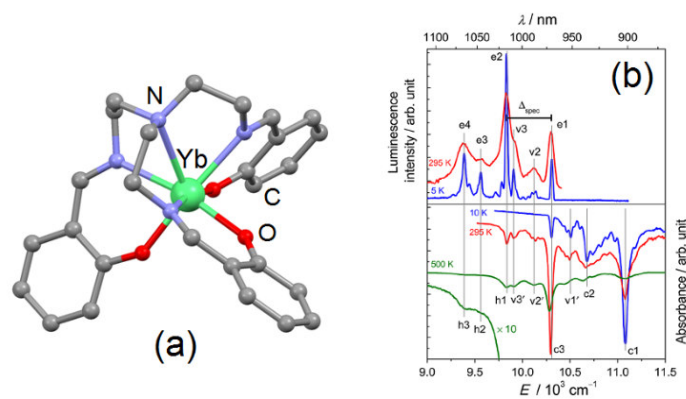 N
Yb
C
O
(a)
λ / nm
1100 1050 1000 950 900
(b)
Luminescence
intensity / arb. unit
e2
Δspec
e1
e4
e3
v3
v2
295 K
5 K
10 K
295 K
500 K
h1 v3' v2' v1' c2
h3 h2
× 10
c3
c1
Absorbance / arb. unit
9.0 9.5 10.0 10.5 11.0 11.5
E / 10³ cm⁻¹